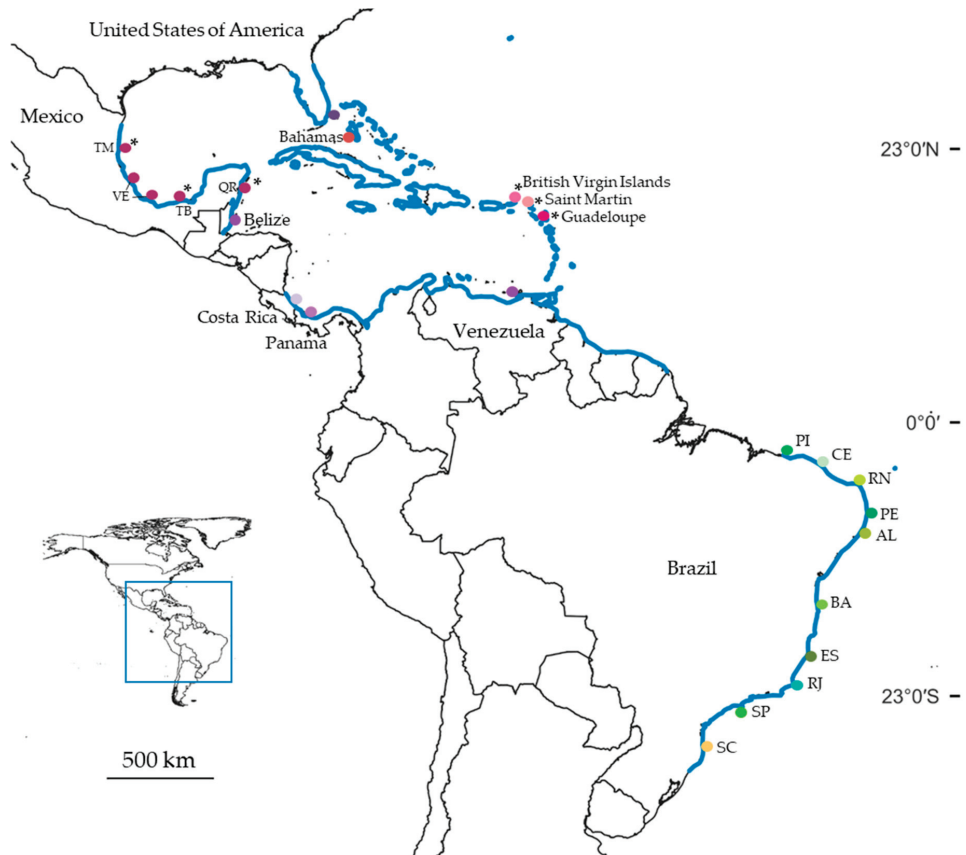 United States of America
Mexico
Bahamas
23°0′N
TM *
VE
* TB
QR *
*British Virgin Islands
* Saint Martin
* Guadeloupe
Belize
Costa Rica
Panama
Venezuela
0°0′
PI
CE
RN
PE
AL
Brazil
BA
ES
RJ
23°0′S
SP
SC
500 km